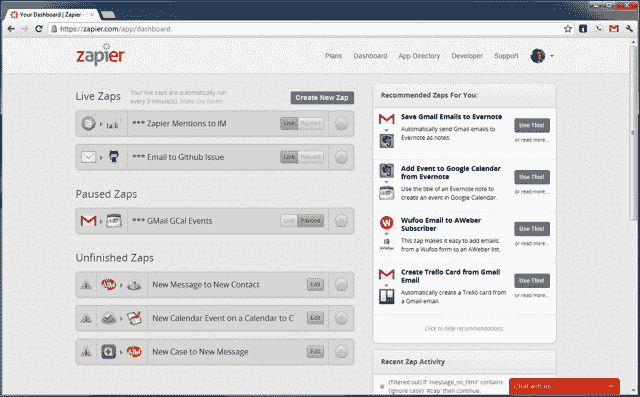 Your Dashboard | Zapier -
https://zapier.com/app/dashboard
zapier
Plans Dashboard App Directory Developer Support
Live Zaps
Your live zaps are automatically run
every 5 minute(s). Make this faster.
Create New Zap
talk
*** Zapier Mentions to IM
Live Paused
*** Email to Github Issue
Live Paused
Paused Zaps
*** GMail GCal Events
Live Paused
Unfinished Zaps
New Message to New Contact
Edit
New Calendar Event on a Calendar to C
Edit
New Case to New Message
Edit
Recommended Zaps For You:
Save Gmail Emails to Evernote
Automatically send Gmail Emails to
Evernote as notes.
Use This!
or read more...
Add Event to Google Calendar
from Evernote
Use the title of an Evernote note to
create an event in Google Calendar.
Use This!
or read more...
Wufoo Email to AWeber
Subscriber
This zap makes it easy to add emails
from a Wufoo form to an AWeber list.
Use This!
or read more...
Create Trello Card from Gmail
Email
Automatically create a Trello card from
a Gmail email.
Use This!
or read more...
Click to hide recommendations.
Recent Zap Activity
(filtered out) If 'message_no_html' contains
(ignore case) '#zap' then continue.
Chat with us